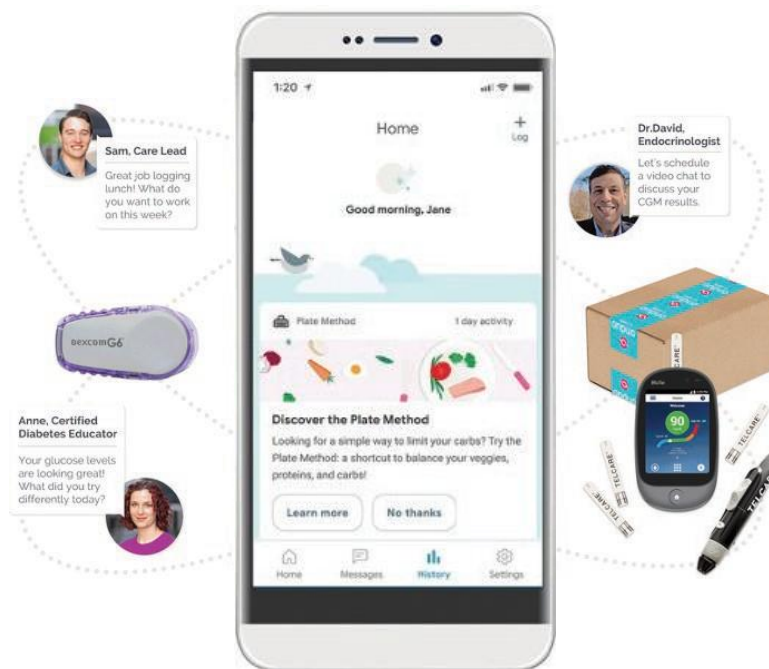 1:20
Home
+
Log
Good morning, Jane
Plate Method
1 day activity
Discover the Plate Method
Looking for a simple way to limit your carbs? Try the
Plate Method: a shortcut to balance your veggies,
proteins, and carbs!
Learn more
No thanks
Home
Messages
History
Settings
Sam, Care Lead
Great job logging
lunch! What do
you want to work
on this week?
Dexcom G6
Anne, Certified
Diabetes Educator
Your glucose levels
are looking great!
What did you try
differently today?
Dr.David,
Endocrinologist
Let's schedule
a video chat to
discuss your
CGM results.
onduo
TELCARE
90
TELCARE
TELCARE
TELCARE
TELCARE